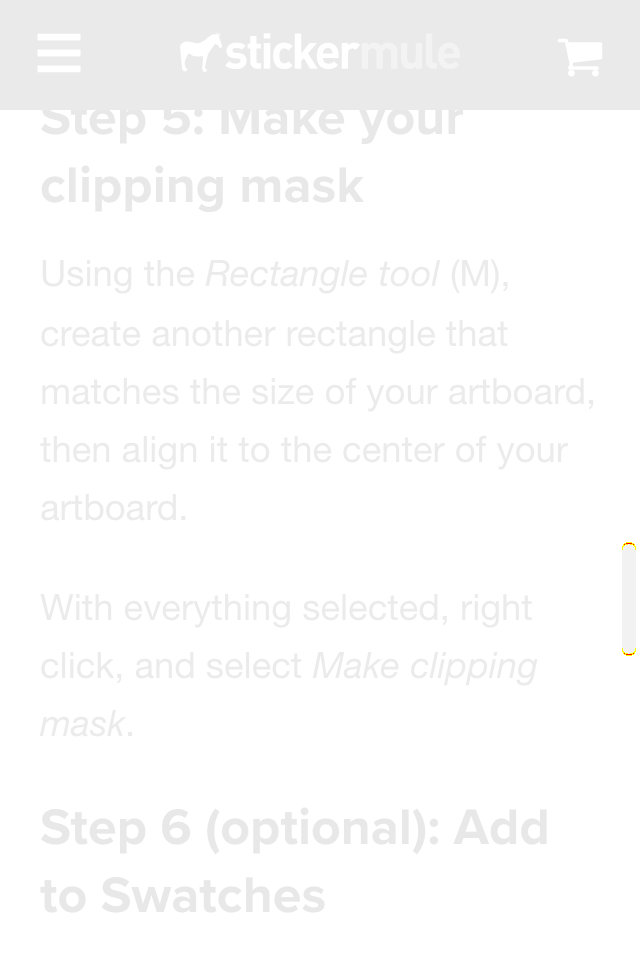 stickermule
Step 5: Make your
clipping mask
Using the Rectangle tool (M),
create another rectangle that
matches the size of your artboard,
then align it to the center of your
artboard.
With everything selected, right
click, and select Make clipping
mask.
Step 6 (optional): Add
to Swatches